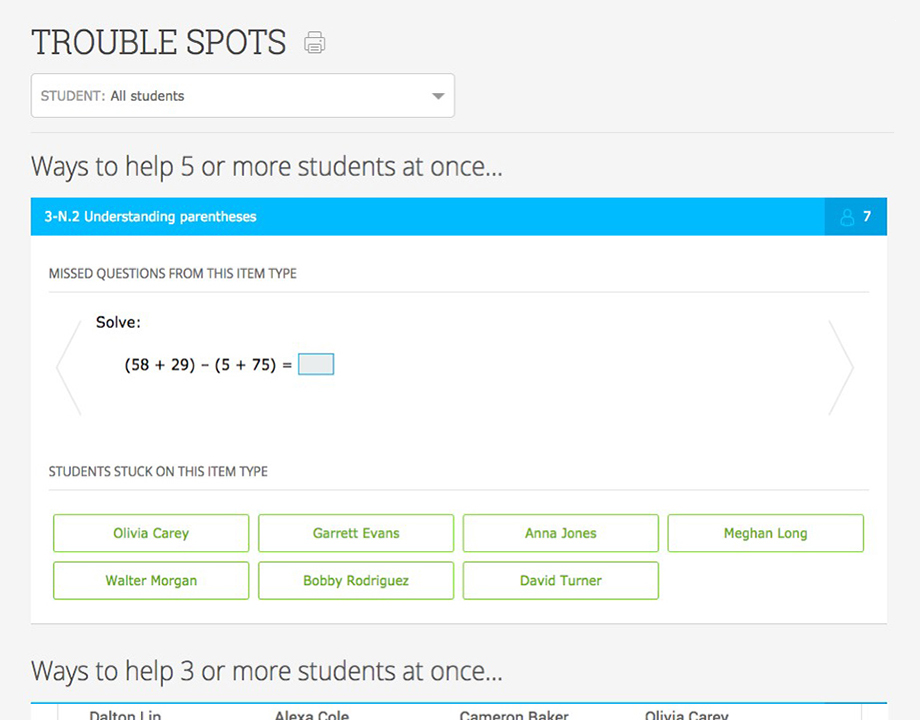 TROUBLE SPOTS
STUDENT: All students
Ways to help 5 or more students at once...
3-N.2 Understanding parentheses 7
MISSED QUESTIONS FROM THIS ITEM TYPE
Solve:
(58 + 29) – (5 + 75) =
STUDENTS STUCK ON THIS ITEM TYPE
Olivia Carey Garrett Evans Anna Jones Meghan Long
Walter Morgan Bobby Rodriguez David Turner
Ways to help 3 or more students at once...
Dalton Lin Alexa Cole Cameron Baker Olivia Carey